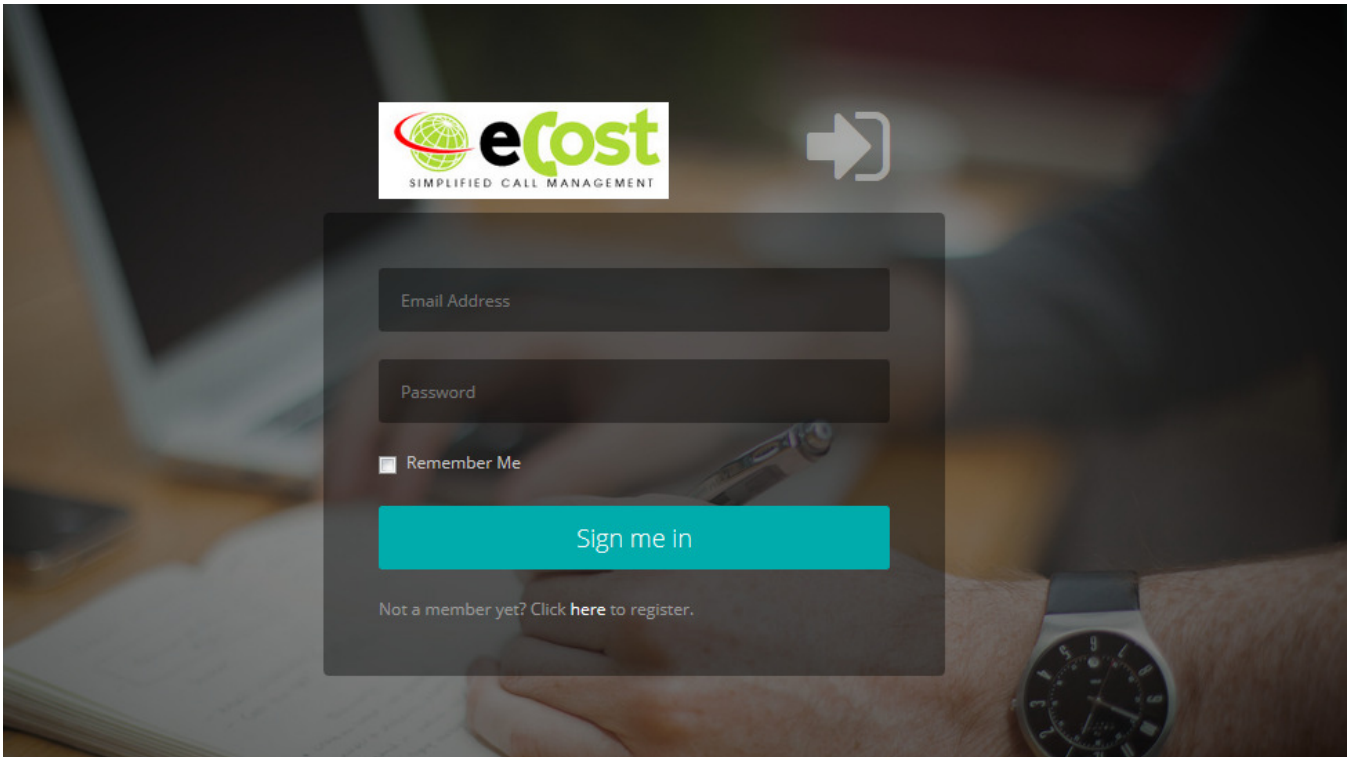 eCost
SIMPLIFIED CALL MANAGEMENT
Email Address
Password
Remember Me
Sign me in
Not a member yet? Click here to register.